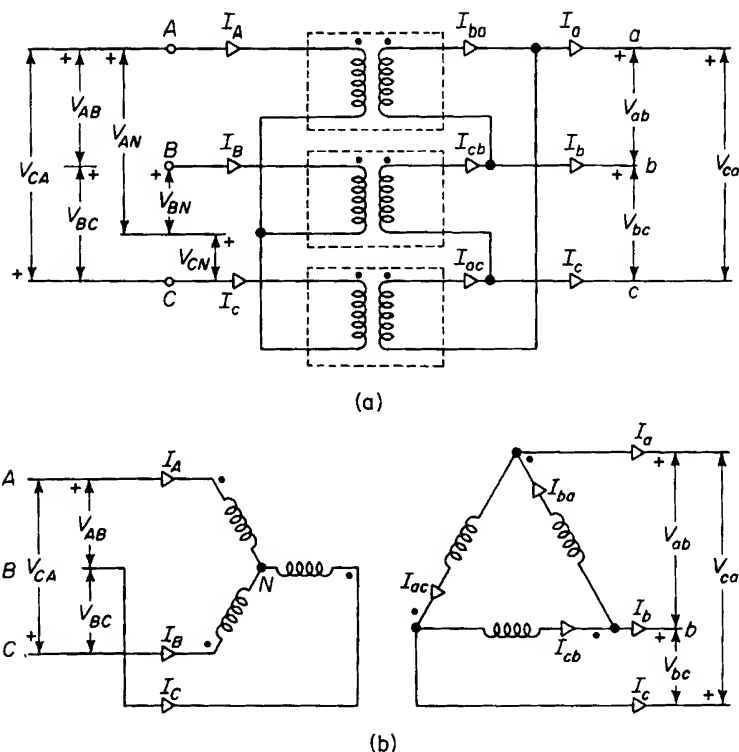 A I_A I_ba I_a a
+ + + + +
V_AB V_AN V_ab
B I_B I_cb I_b
V_CA + + + b V_ca
V_BN
V_BC V_bc
V_CN +
I_ac I_c
+ C I_c + c +
(a)
I_A I_a
A + +
I_ba
V_AB V_ab
B V_CA N V_ca
I_ac
V_BC I_b
C + I_B + b
I_cb V_bc
I_C I_c +
(b)